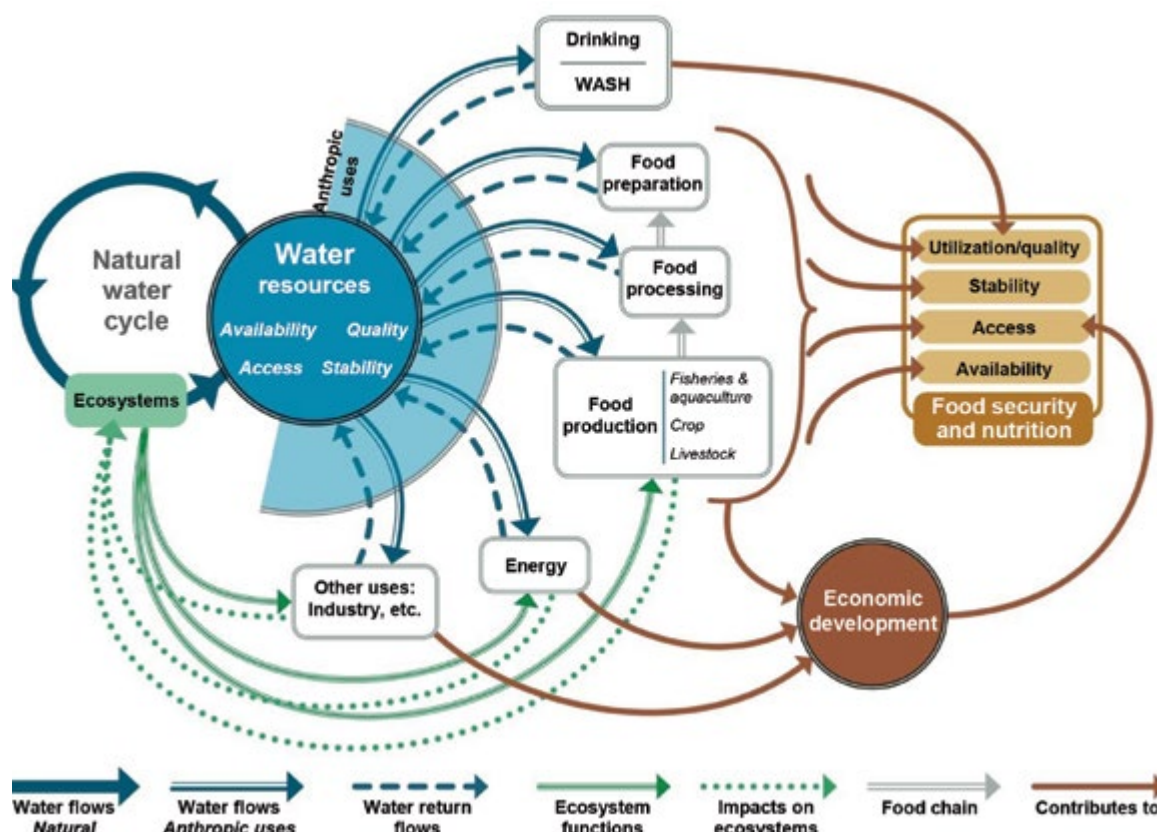 Drinking
WASH
Anthropic
uses
Food
preparation
Natural
water
cycle
Water
resources
Availability Quality
Access Stability
Food
processing
Utilization/quality
Stability
Access
Availability
Food security
and nutrition
Ecosystems
Food
production
Fisheries &
aquaculture
Crop
Livestock
Energy
Other uses:
Industry, etc.
Economic
development
Water flows
Natural
Water flows
Anthropic uses
Water return
flows
Ecosystem
functions
Impacts on
ecosystems
Food chain
Contributes to